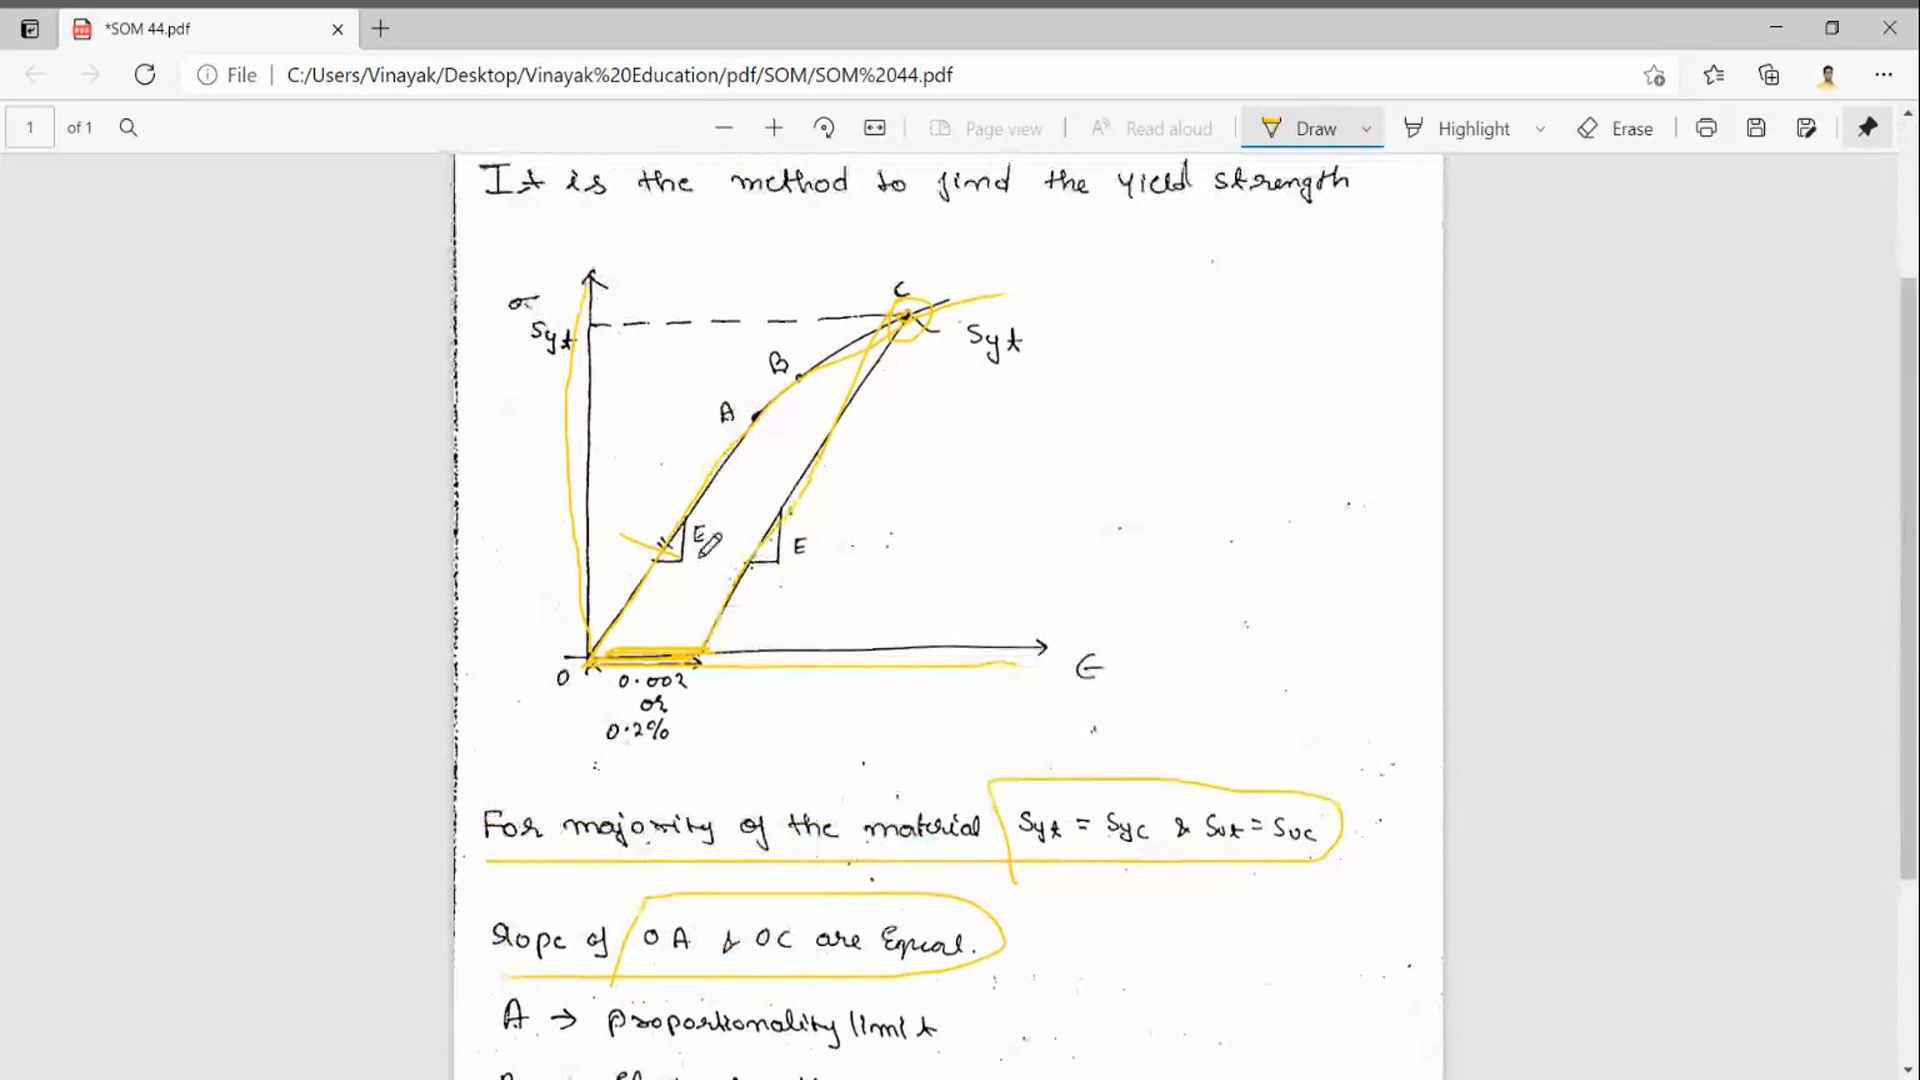 *SOM 44.pdf
File
C:/Users/Vinayak/Desktop/Vinayak%20Education/pdf/SOM/SOM%2044.pdf
1 of 1
Page view
Read aloud
Draw
Highlight
Erase
It is the method to find the yield strength
σ
Syt
C
Syt
B
A
E
E
O
0.002
or
0.2%
∈
For majority of the material Syt = Syc & Sut = Suc
slope of OA & OC are Equal.
A → proportionality limit